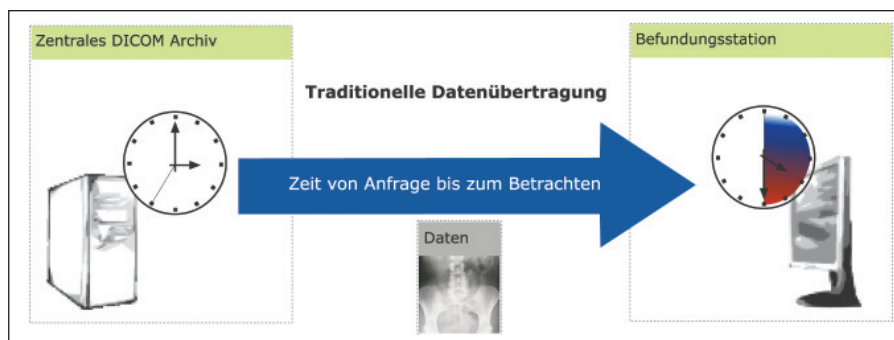 Zentrales DICOM Archiv
Befundungsstation
Traditionelle Datenübertragung
Zeit von Anfrage bis zum Betrachten
Daten